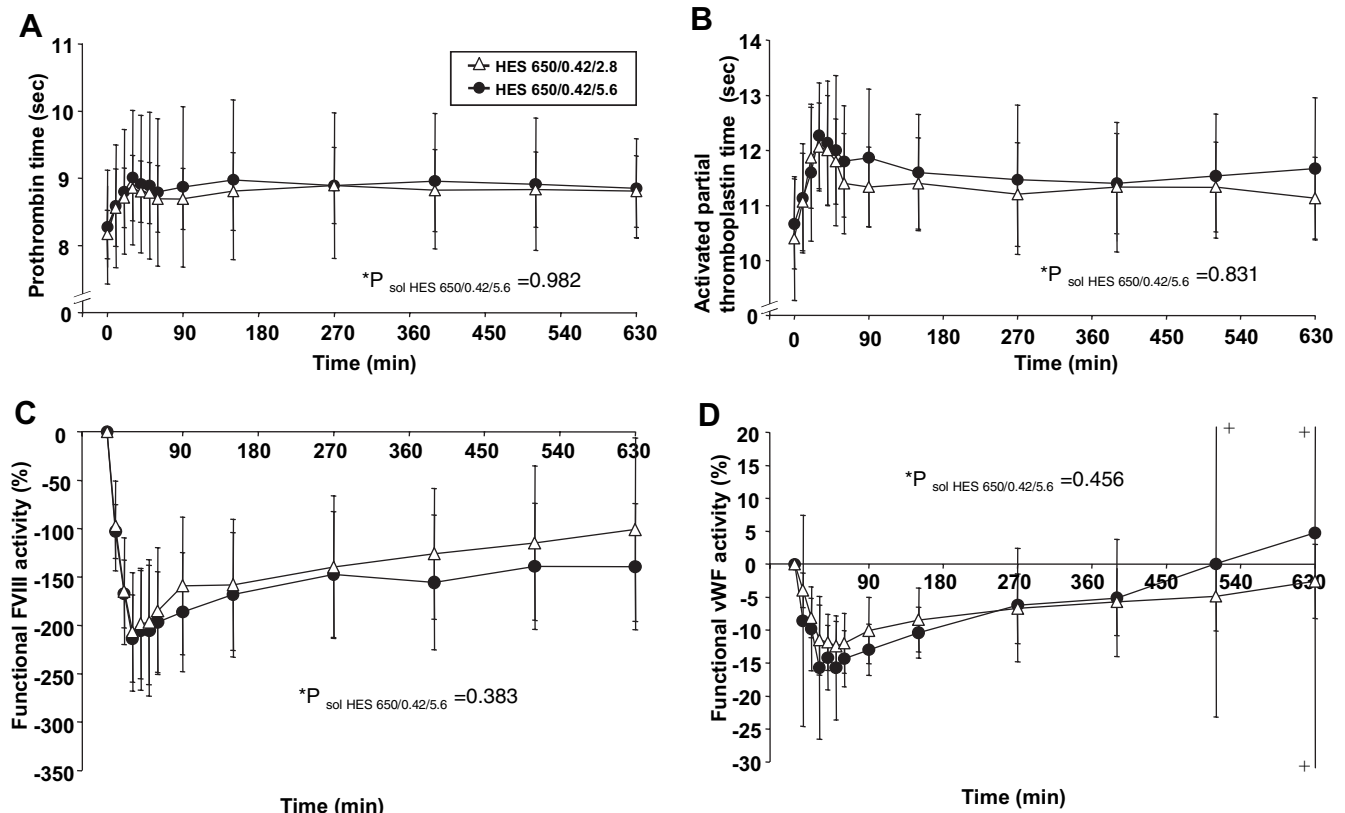 A
11
10
9
8
0
Prothrombin time (sec)
HES 650/0.42/2.8
HES 650/0.42/5.6
*P sol HES 650/0.42/5.6 =0.982
0 90 180 270 360 450 540 630
Time (min)
B
14
13
12
11
10
0
Activated partial
thromboplastin time (sec)
*P sol HES 650/0.42/5.6 =0.831
0 90 180 270 360 450 540 630
Time (min)
C
0
-50
-100
-150
-200
-250
-300
-350
Functional FVIII activity (%)
90 180 270 360 450 540 630
*P sol HES 650/0.42/5.6 =0.383
Time (min)
D
20
15
10
5
0
-5
-10
-15
-20
-25
-30
Functional vWF activity (%)
*P sol HES 650/0.42/5.6 =0.456
+ +
90 180 270 360 450 540 630
+
Time (min)